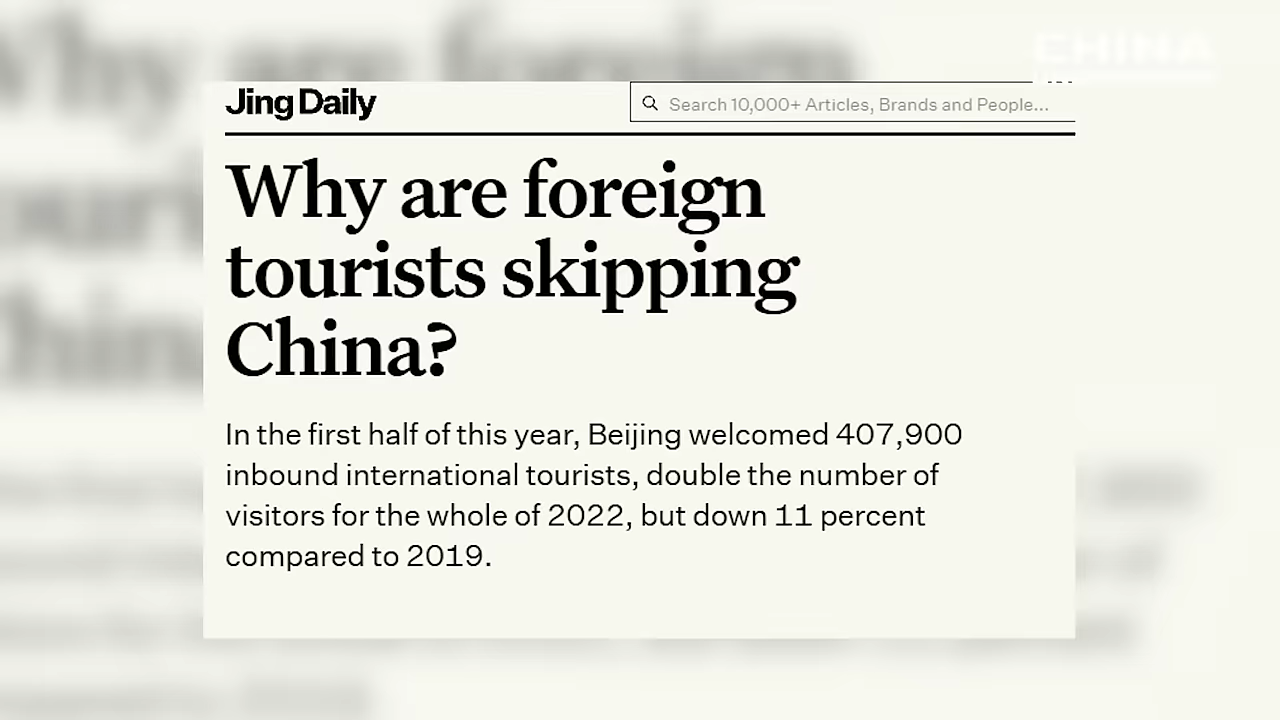 CHINA
Jing Daily
Search 10,000+ Articles, Brands and People...
Why are foreign
tourists skipping
China?
In the first half of this year, Beijing welcomed 407,900
inbound international tourists, double the number of
visitors for the whole of 2022, but down 11 percent
compared to 2019.